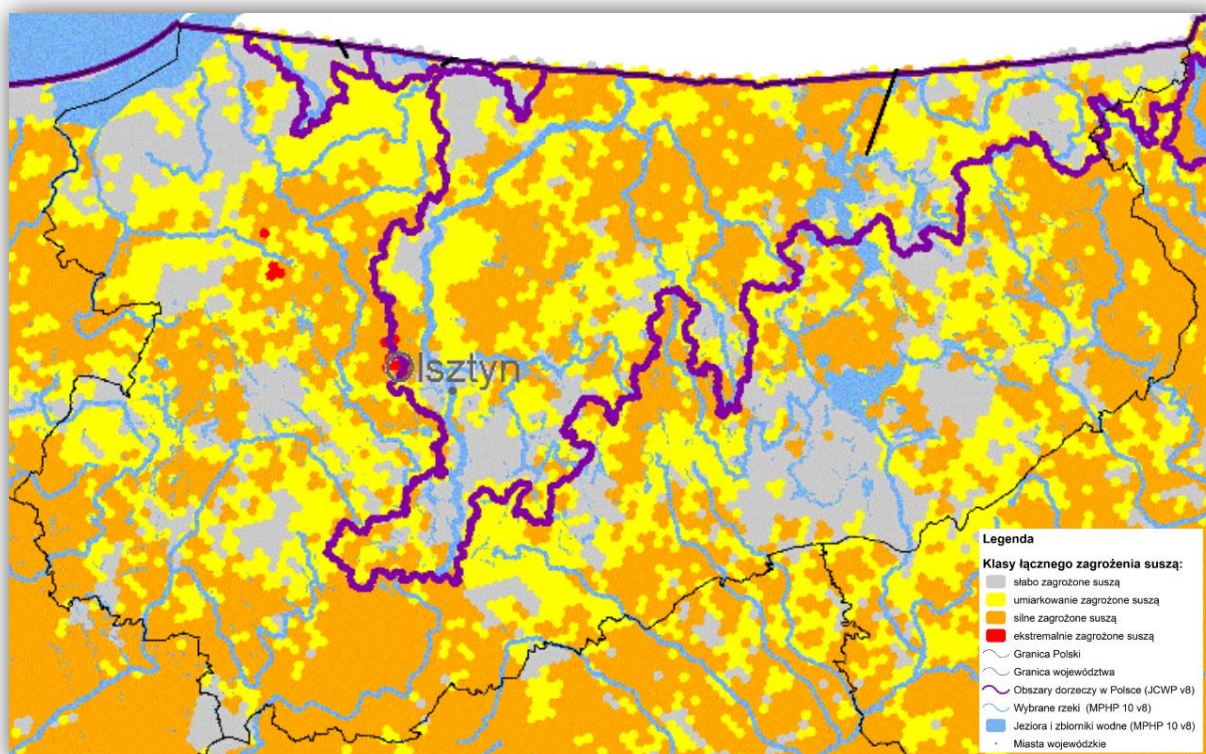 Olsztyn
Legenda
Klasy łącznego zagrożenia suszą:
słabo zagrożone suszą
umiarkowanie zagrożone suszą
silne zagrożone suszą
ekstremalnie zagrożone suszą
Granica Polski
Granica województwa
Obszary dorzeczy w Polsce (JCWP v8)
Wybrane rzeki (MPHP 10 v8)
Jeziora i zbiorniki wodne (MPHP 10 v8)
Miasta wojewódzkie